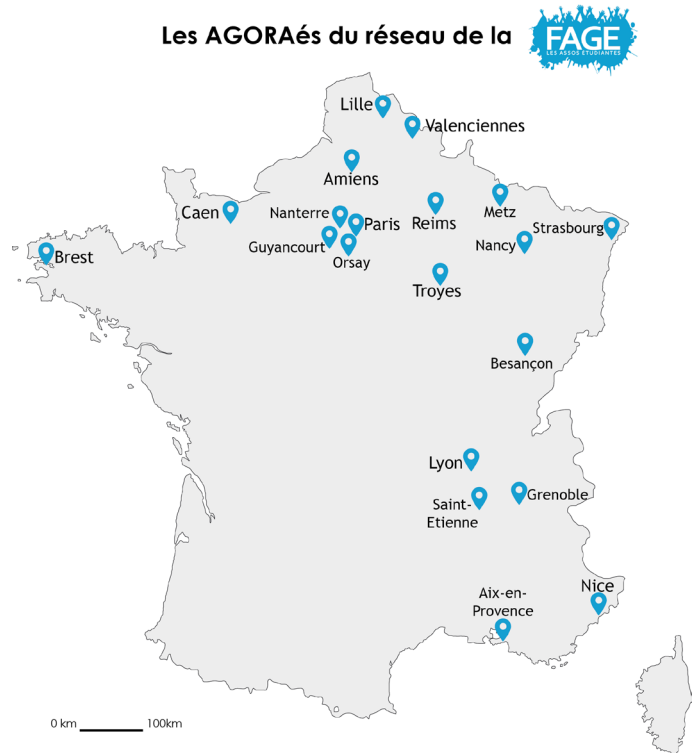 Les AGORAés du réseau de la
FAGE
LES ASSOS ETUDIANTES
Lille
Valenciennes
Amiens
Caen
Nanterre
Paris
Reims
Metz
Strasbourg
Guyancourt
Nancy
Orsay
Brest
Troyes
Besançon
Lyon
Grenoble
Saint-
Etienne
Nice
Aix-en-
Provence
0 km
100km